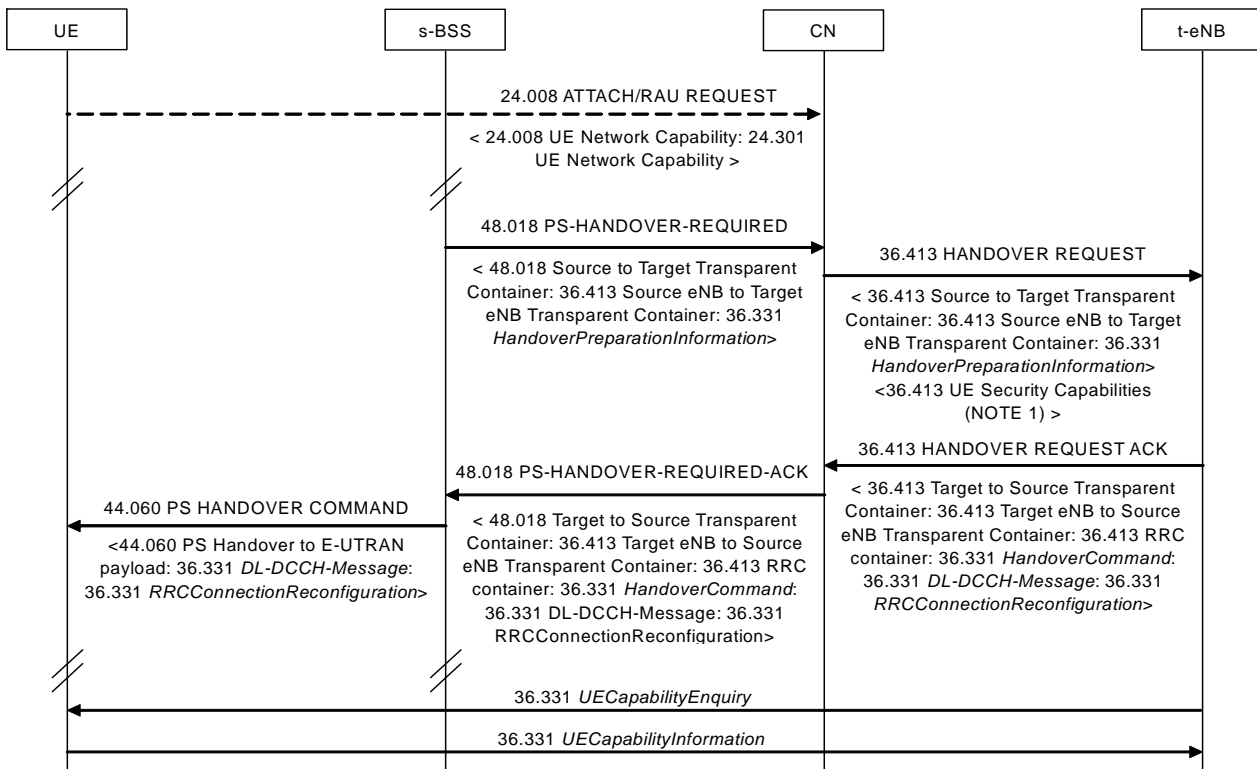 UE
s-BSS
CN
t-eNB
24.008 ATTACH/RAU REQUEST
< 24.008 UE Network Capability: 24.301
UE Network Capability >
48.018 PS-HANDOVER-REQUIRED
< 48.018 Source to Target Transparent
Container: 36.413 Source eNB to Target
eNB Transparent Container: 36.331
HandoverPreparationInformation>
36.413 HANDOVER REQUEST
< 36.413 Source to Target Transparent
Container: 36.413 Source eNB to Target
eNB Transparent Container: 36.331
HandoverPreparationInformation>
<36.413 UE Security Capabilities
(NOTE 1) >
36.413 HANDOVER REQUEST ACK
< 36.413 Target to Source Transparent
Container: 36.413 Target eNB to Source
eNB Transparent Container: 36.413 RRC
container: 36.331 HandoverCommand:
36.331 DL-DCCH-Message: 36.331
RRCConnectionReconfiguration>
48.018 PS-HANDOVER-REQUIRED-ACK
< 48.018 Target to Source Transparent
Container: 36.413 Target eNB to Source
eNB Transparent Container: 36.413 RRC
container: 36.331 HandoverCommand:
36.331 DL-DCCH-Message: 36.331
RRCConnectionReconfiguration>
44.060 PS HANDOVER COMMAND
<44.060 PS Handover to E-UTRAN
payload: 36.331 DL-DCCH-Message:
36.331 RRCConnectionReconfiguration>
36.331 UECapabilityEnquiry
36.331 UECapabilityInformation